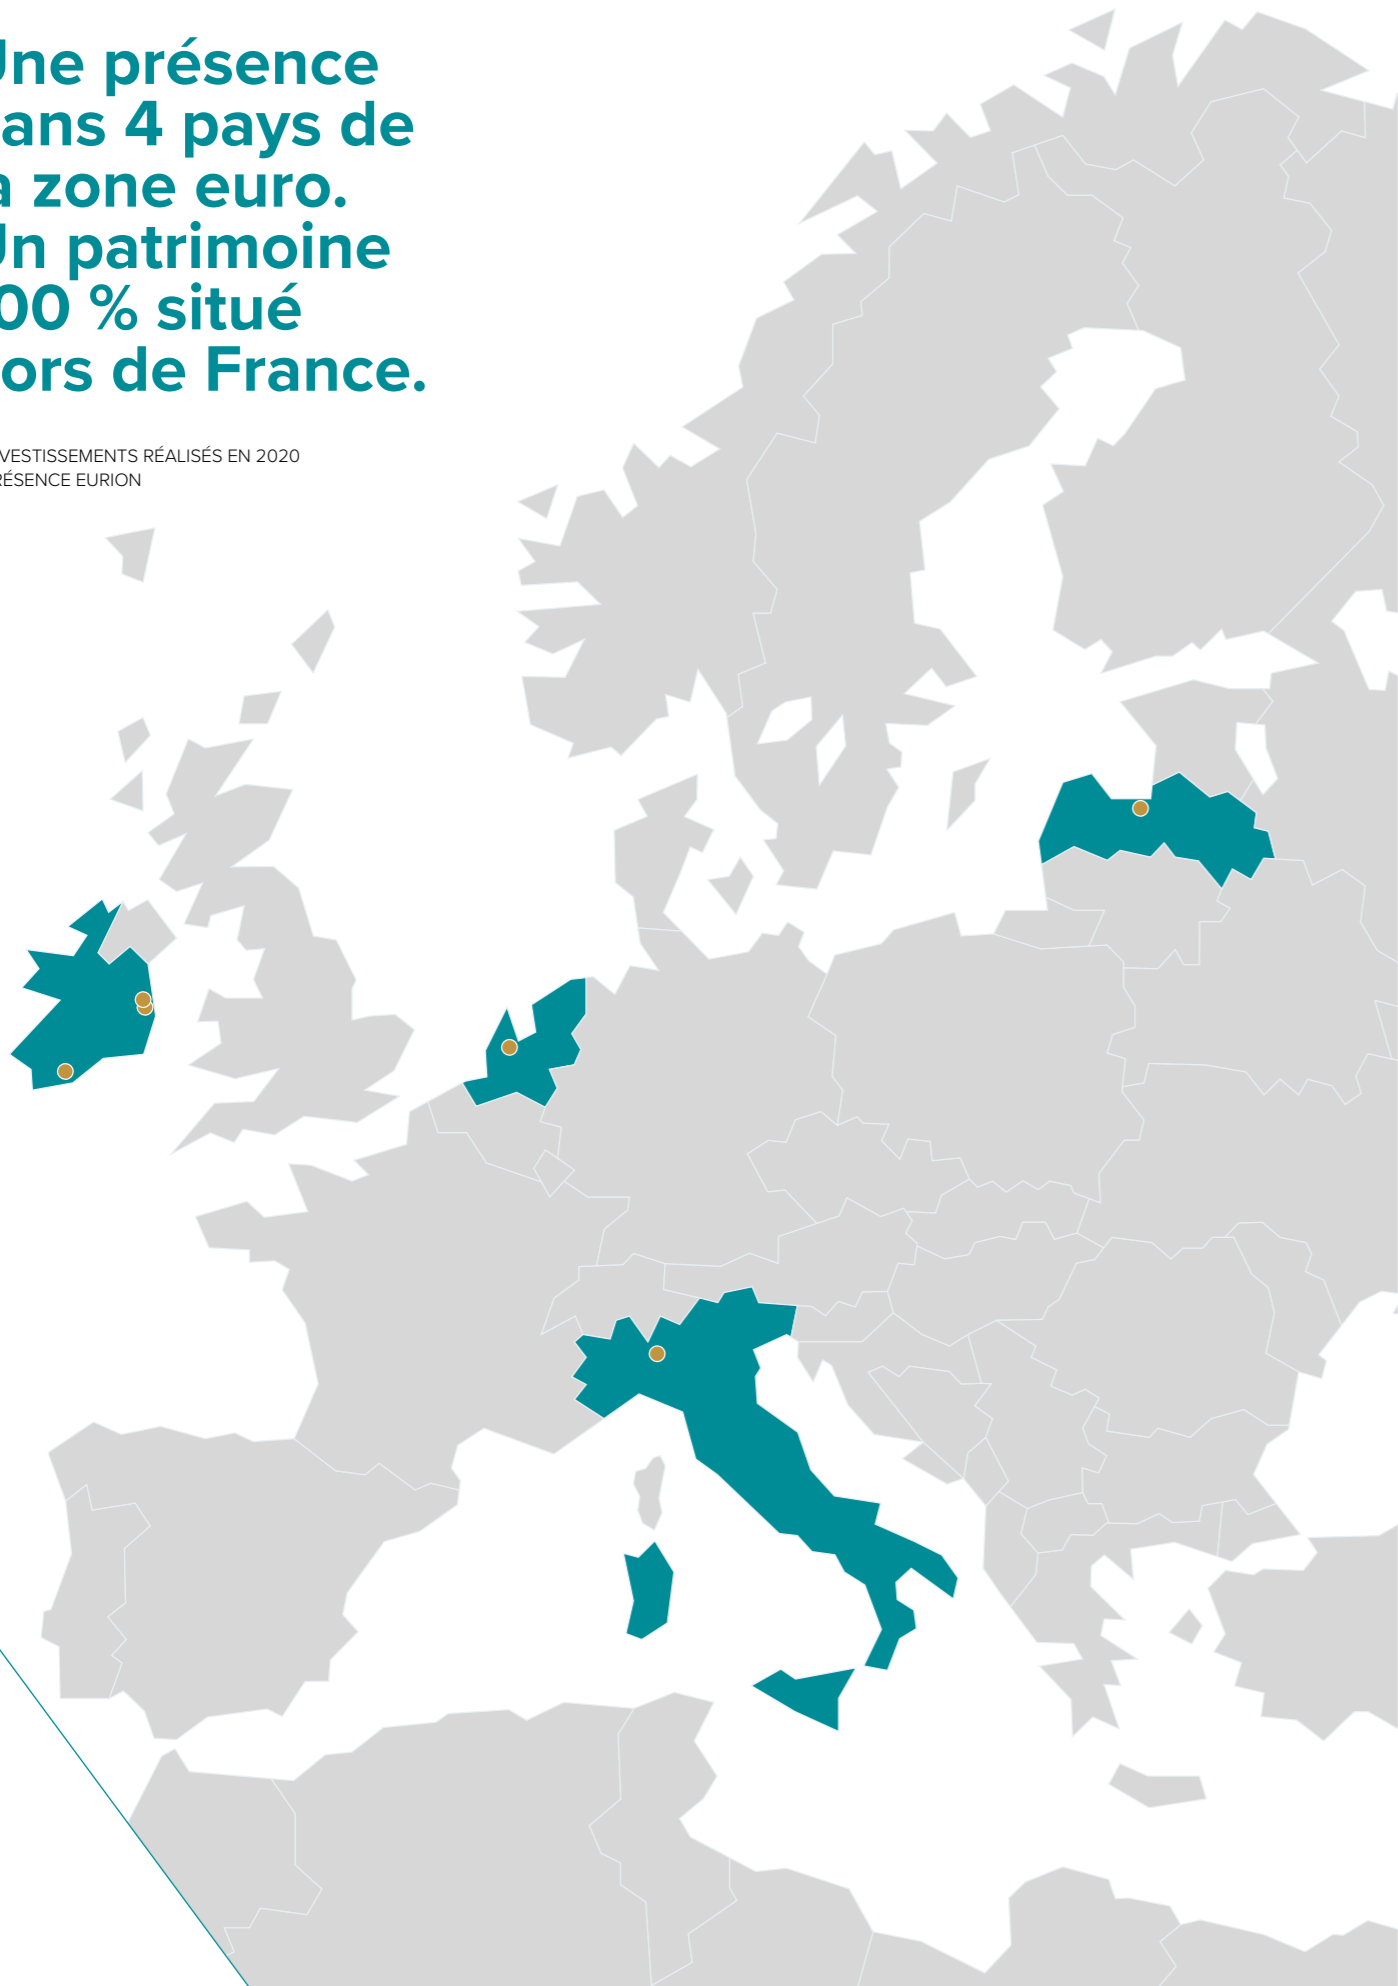 Une présence
ans 4 pays de
a zone euro.
Un patrimoine
00 % situé
ors de France.
VESTISSEMENTS RÉALISÉS EN 2020
RÉSENCE EURION